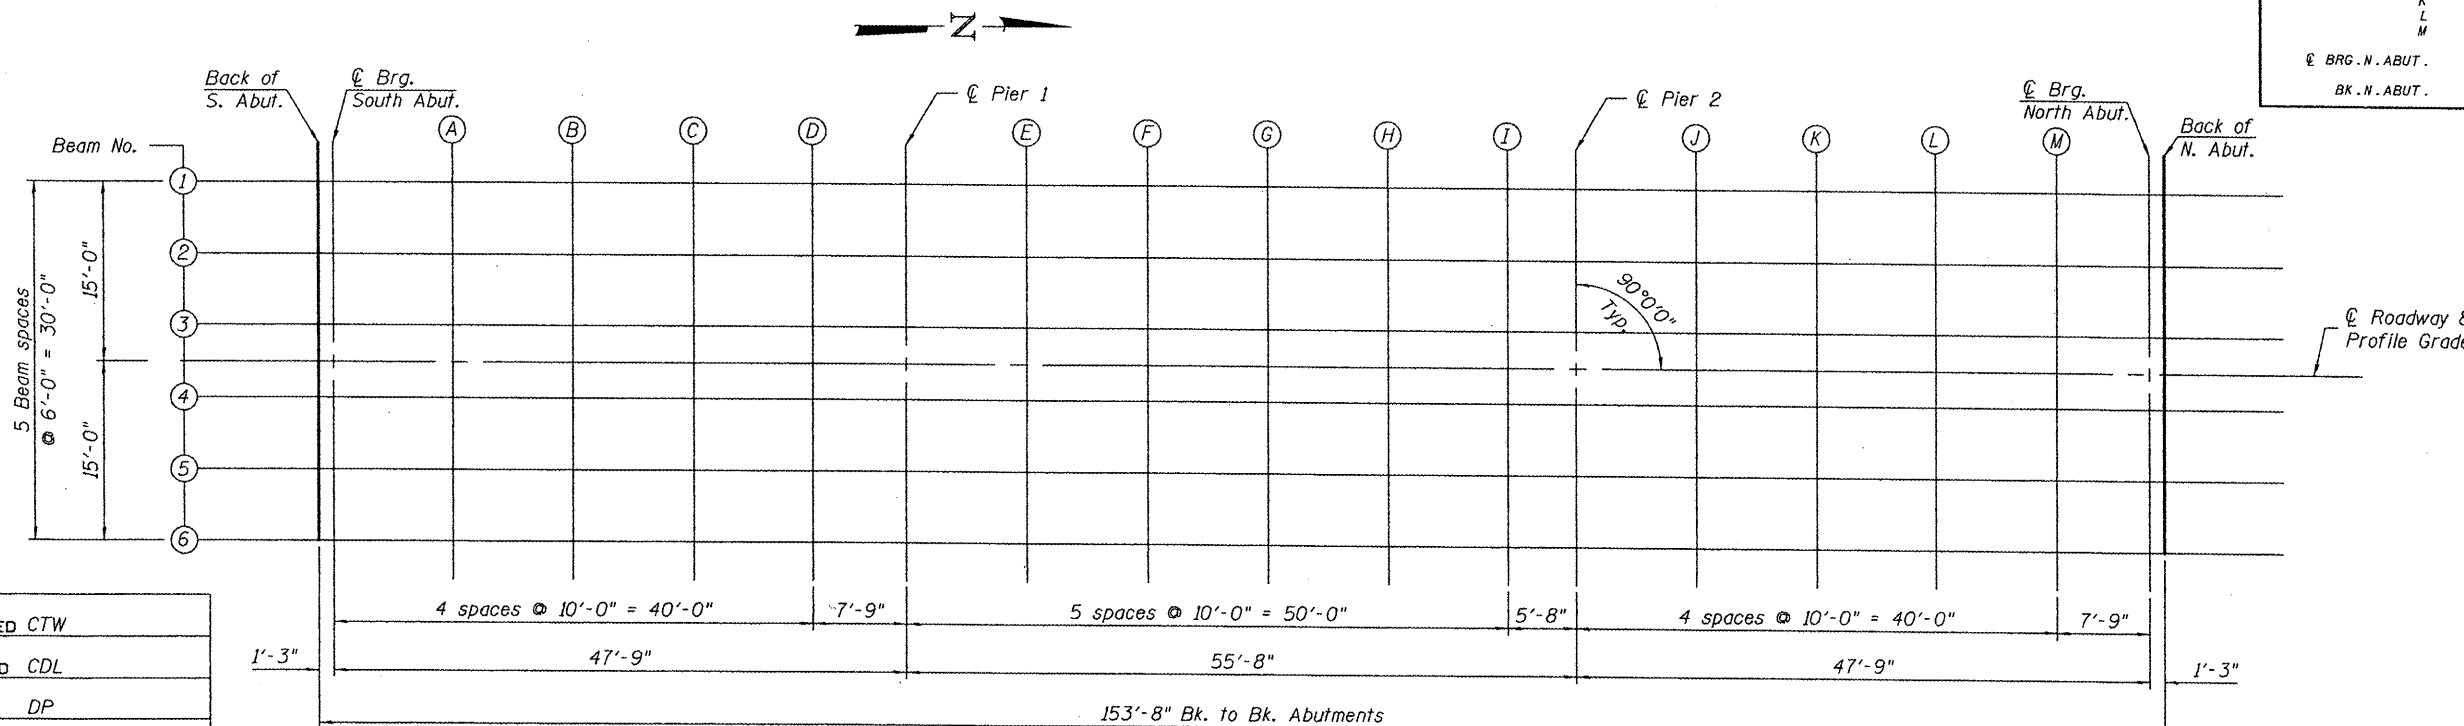 N
K
L
M
℄ BRG.N.ABUT.
BK.N.ABUT.
Back of
S. Abut.
℄ Brg.
South Abut.
℄ Pier 1
℄ Pier 2
℄ Brg.
North Abut.
Back of
N. Abut.
A
B
C
D
E
F
G
H
I
J
K
L
M
Beam No.
1
2
3
4
5
6
5 Beam spaces
@ 6'-0" = 30'-0"
15'-0"
15'-0"
90°0'0"
Typ.
℄ Roadway &
Profile Grade
4 spaces @ 10'-0" = 40'-0"
7'-9"
5 spaces @ 10'-0" = 50'-0"
5'-8"
4 spaces @ 10'-0" = 40'-0"
7'-9"
1'-3"
47'-9"
55'-8"
47'-9"
1'-3"
153'-8" Bk. to Bk. Abutments
ED CTW
D CDL
DP